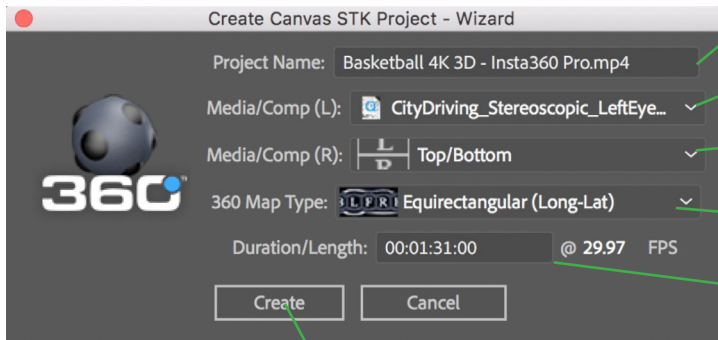 Create Canvas STK Project - Wizard
Project Name: Basketball 4K 3D - Insta360 Pro.mp4
Media/Comp (L): CityDriving_Stereoscopic_LeftEye...
Media/Comp (R): Top/Bottom
360
360 Map Type: Equirectangular (Long-Lat)
Duration/Length: 00:01:31:00 @ 29.97 FPS
Create Cancel